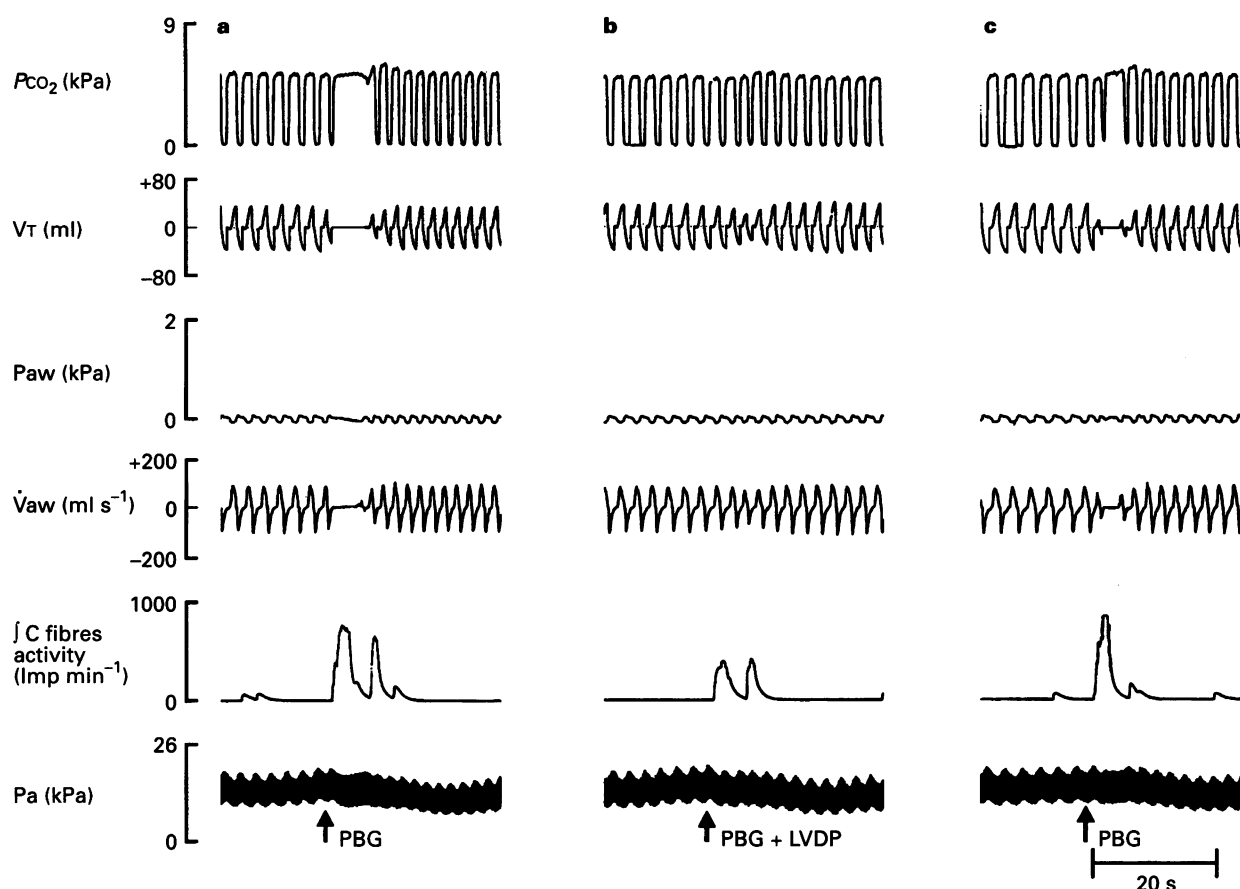 a
b
c
9
PCO₂ (kPa)
0
+80
VT (ml)
0
−80
2
Paw (kPa)
0
+200
V̇aw (ml s⁻¹)
0
−200
1000
∫ C fibres
activity
(Imp min⁻¹)
0
26
Pa (kPa)
0
PBG
PBG + LVDP
PBG
20 s